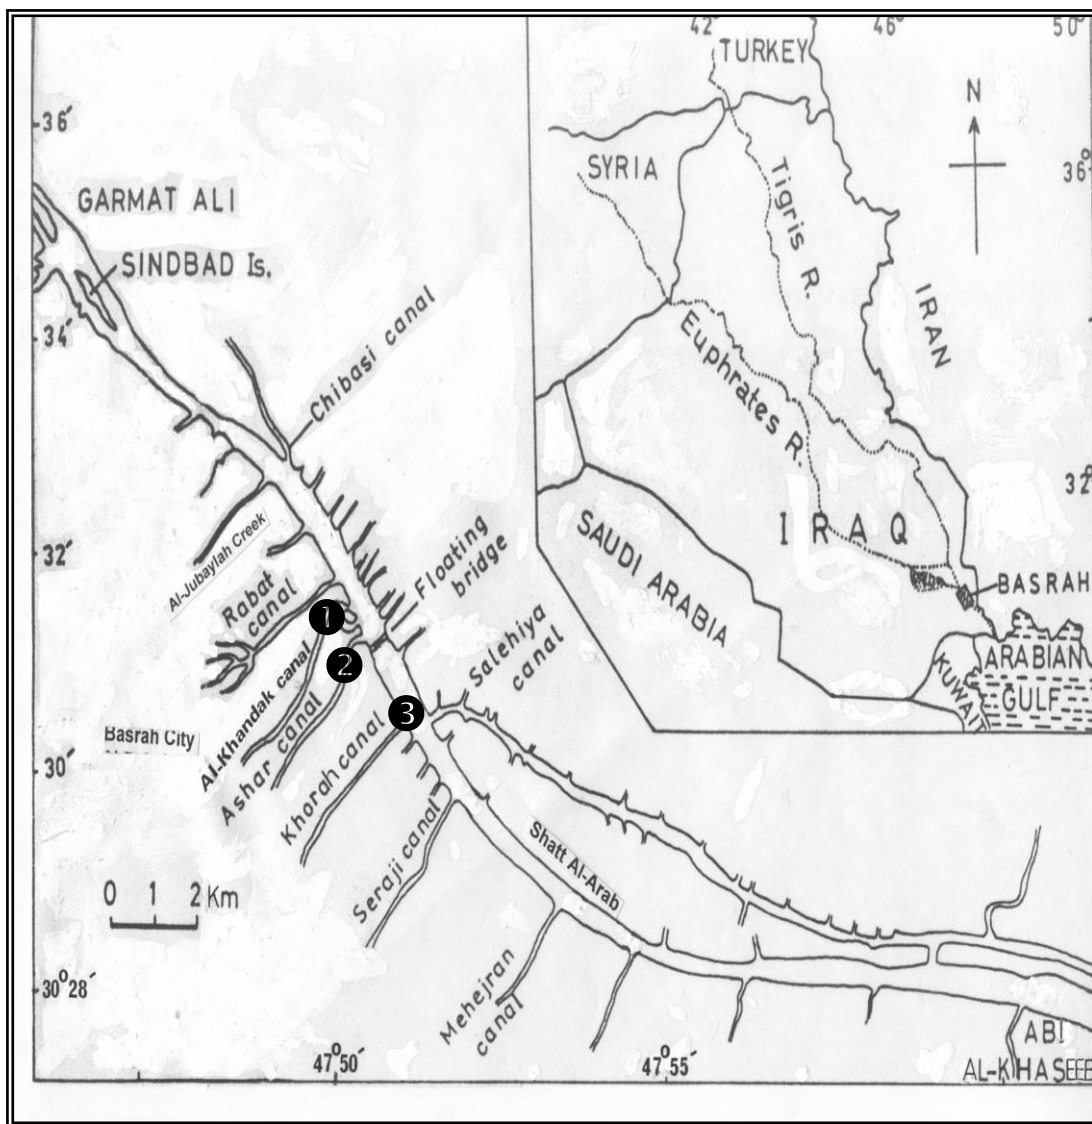 42°
46°
50°
TURKEY
N
36´
SYRIA
Tigris R.
36°
GARMAT ALI
SINDBAD Is.
IRAN
34´
Chibasi canal
Euphrates R.
32°
IRAQ
SAUDI ARABIA
32´
Al-Jubaylah Creek
Floating
bridge
BASRAH
Rabat
canal
1
Salehiya
canal
KUWAIT
ARABIAN
GULF
2
3
Al-Khandak canal
Basrah City
Ashar
canal
30´
Khorah canal
Seraji canal
Shatt Al-Arab
0 1 2 Km
Mehejran
canal
30°28´
ABI
AL-KHASEEB
47°50´
47°55´